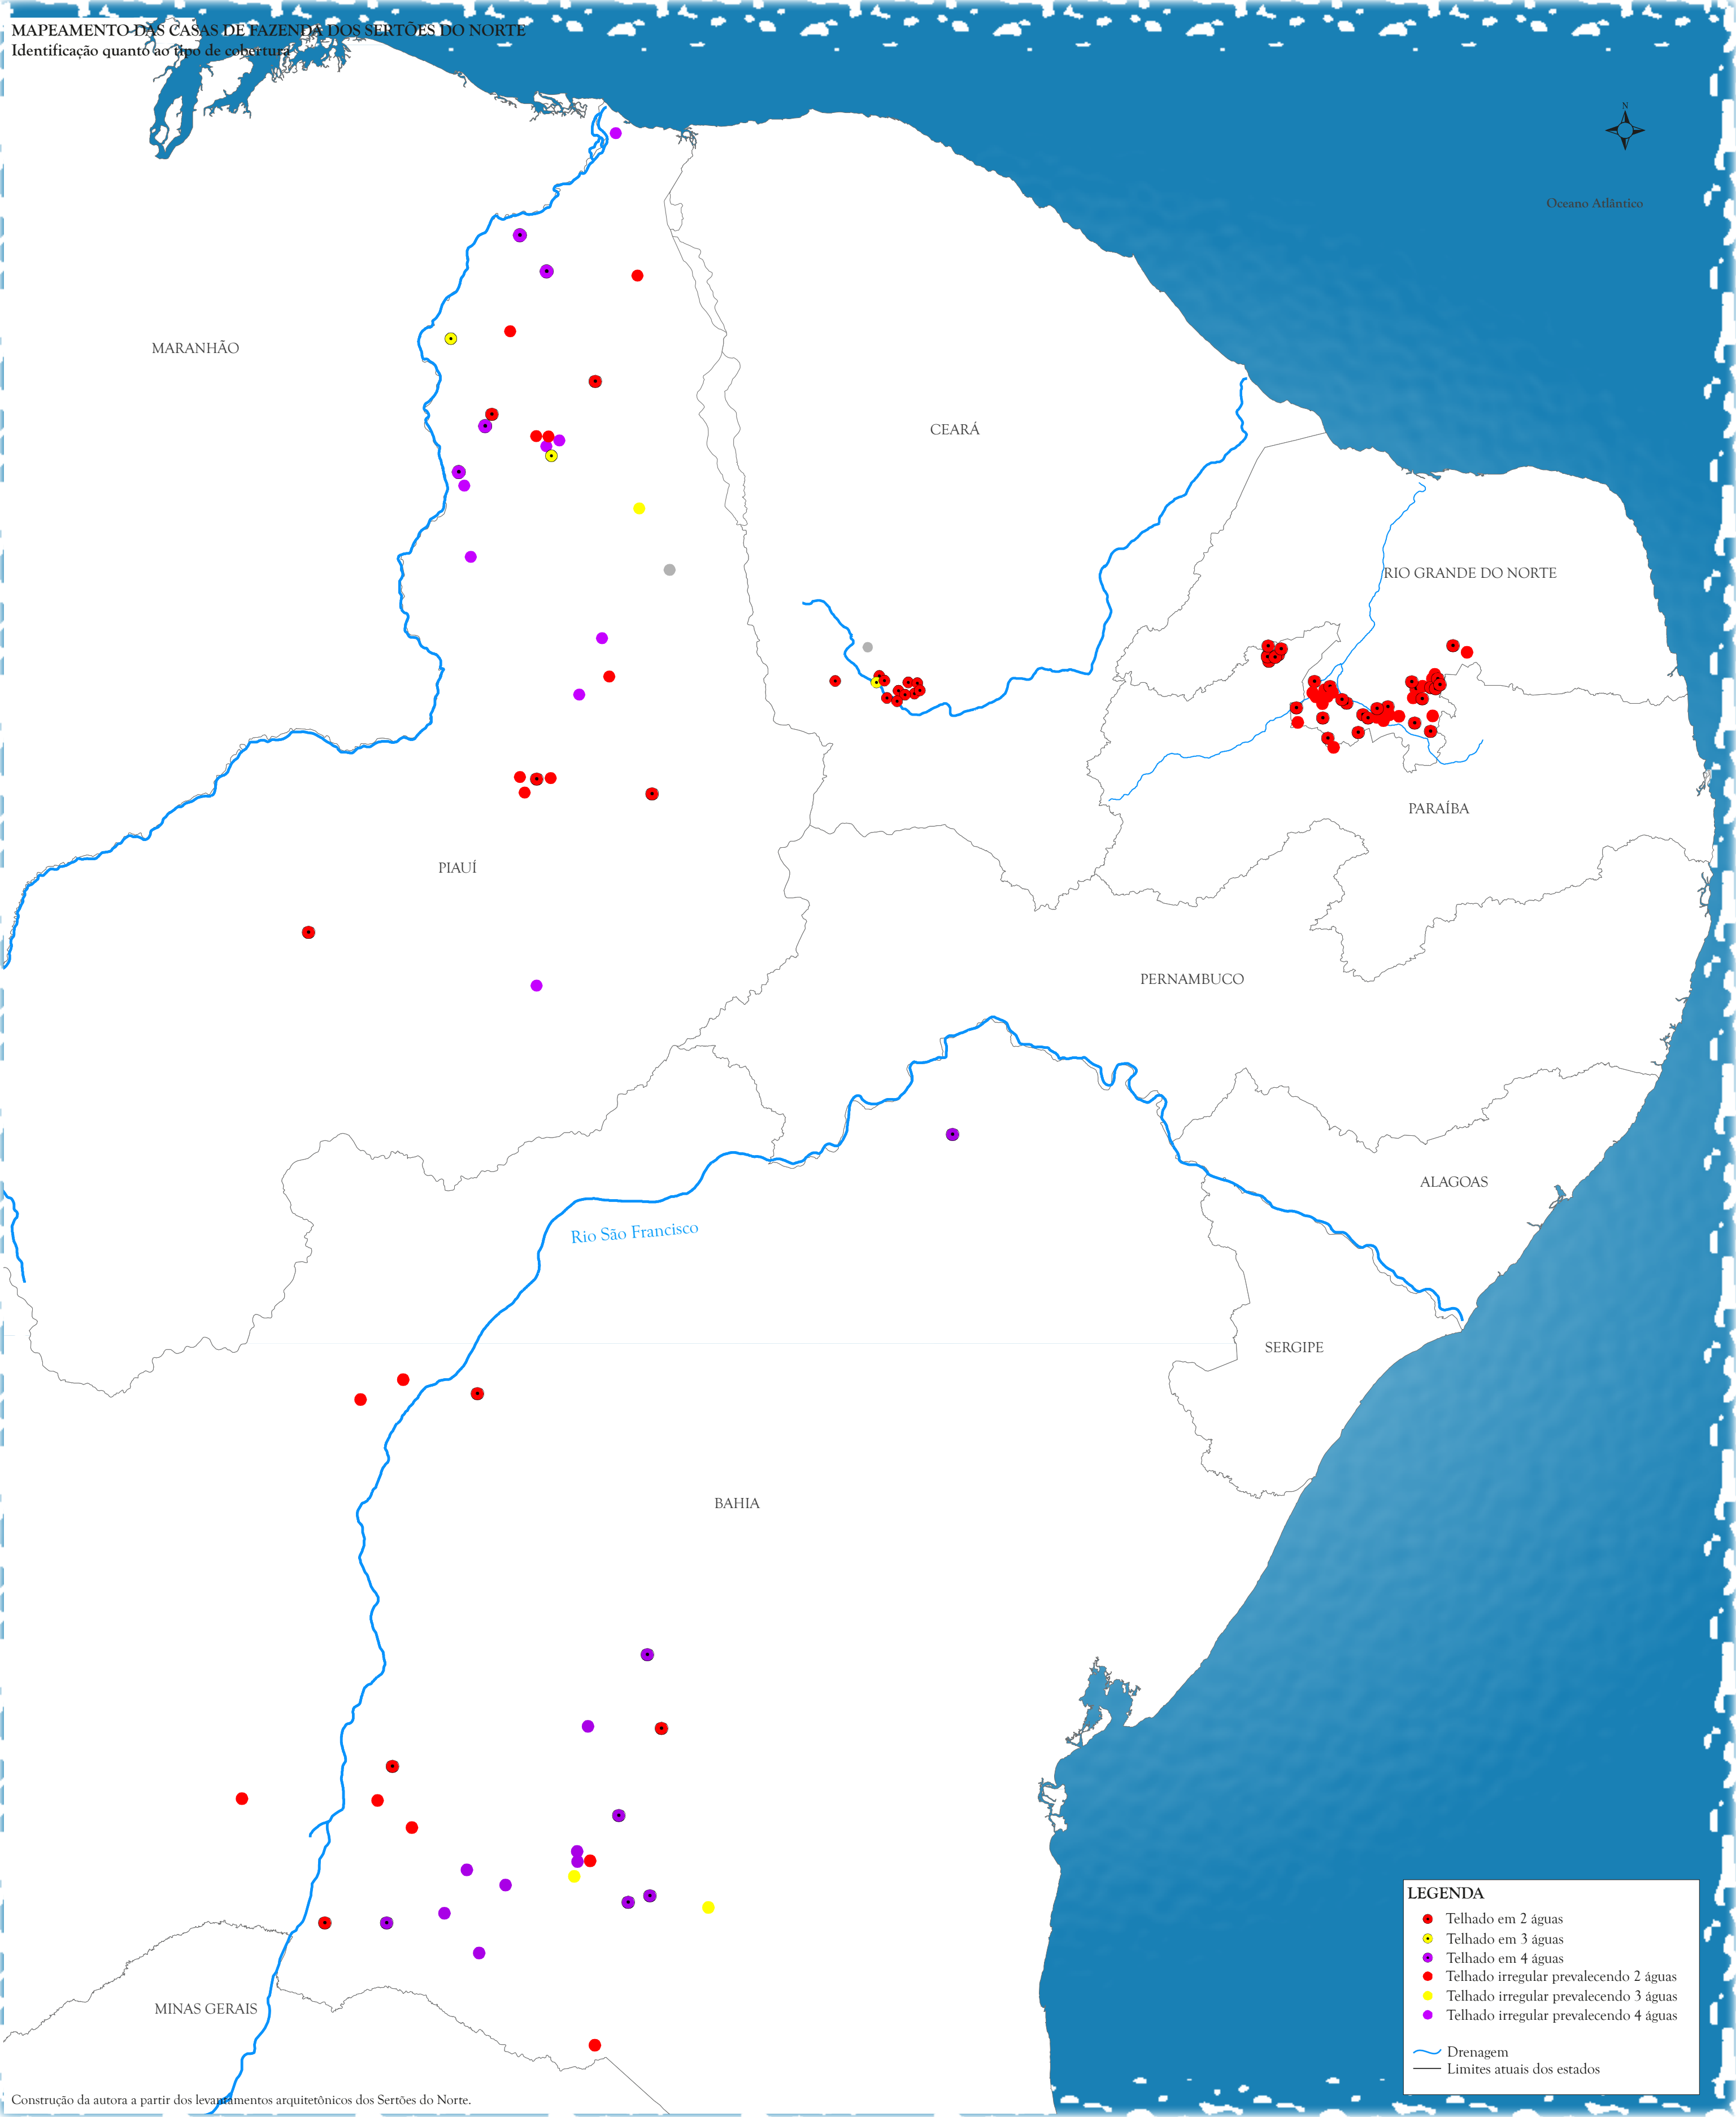 MAPEAMENTO DAS CASAS DE FAZENDA DOS SERTÕES DO NORTE
Identificação quanto ao tipo de cobertura
N
Oceano Atlântico
MARANHÃO
CEARÁ
RIO GRANDE DO NORTE
PARAÍBA
PIAUÍ
PERNAMBUCO
ALAGOAS
Rio São Francisco
SERGIPE
BAHIA
MINAS GERAIS
LEGENDA
Telhado em 2 águas
Telhado em 3 águas
Telhado em 4 águas
Telhado irregular prevalecendo 2 águas
Telhado irregular prevalecendo 3 águas
Telhado irregular prevalecendo 4 águas
Drenagem
Limites atuais dos estados
Construção da autora a partir dos levantamentos arquitetônicos dos Sertões do Norte.